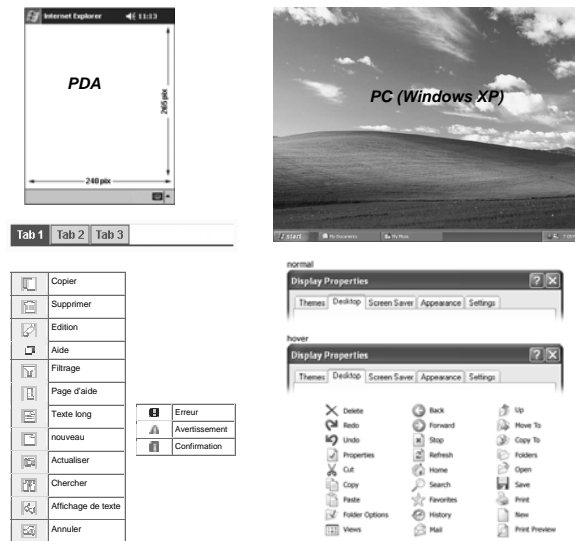 Internet Explorer 11:13
PDA
265 pix
240 pix
PC (Windows XP)
start My Documents My Music
Tab 1 Tab 2 Tab 3
Copier
Supprimer
Edition
Aide
Filtrage
Page d'aide
Texte long
nouveau
Actualiser
Chercher
Affichage de texte
Annuler
Erreur
Avertissement
Confirmation
normal
Display Properties
Themes Desktop Screen Saver Appearance Settings
hover
Display Properties
Themes Desktop Screen Saver Appearance Settings
Delete Back Up
Redo Forward Move To
Undo Stop Copy To
Properties Refresh Folders
Cut Home Open
Copy Search Save
Paste Favorites Print
Folder Options History New
Views Mail Print Preview